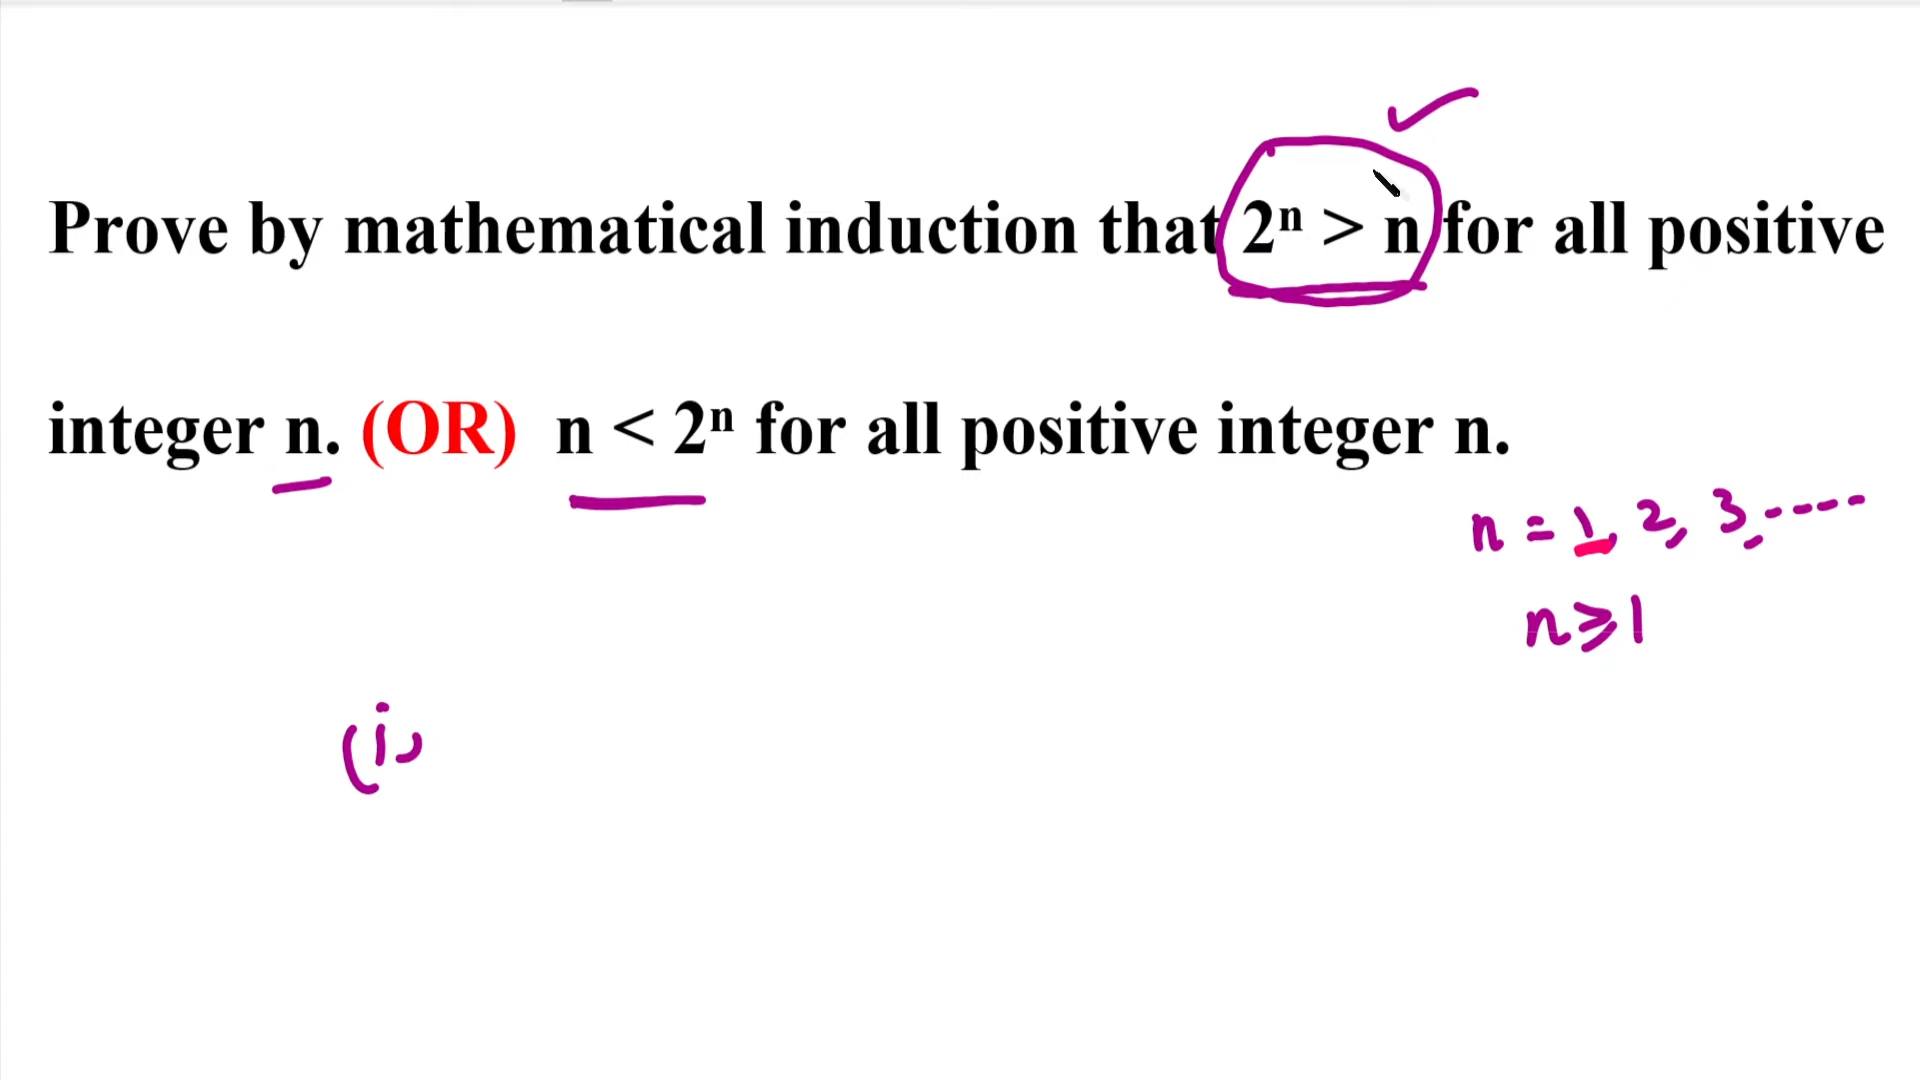 Prove by mathematical induction that 2ⁿ > n for all positive
integer n. (OR) n < 2ⁿ for all positive integer n.
n = 1, 2, 3, ----
n ⩾ 1
(i)